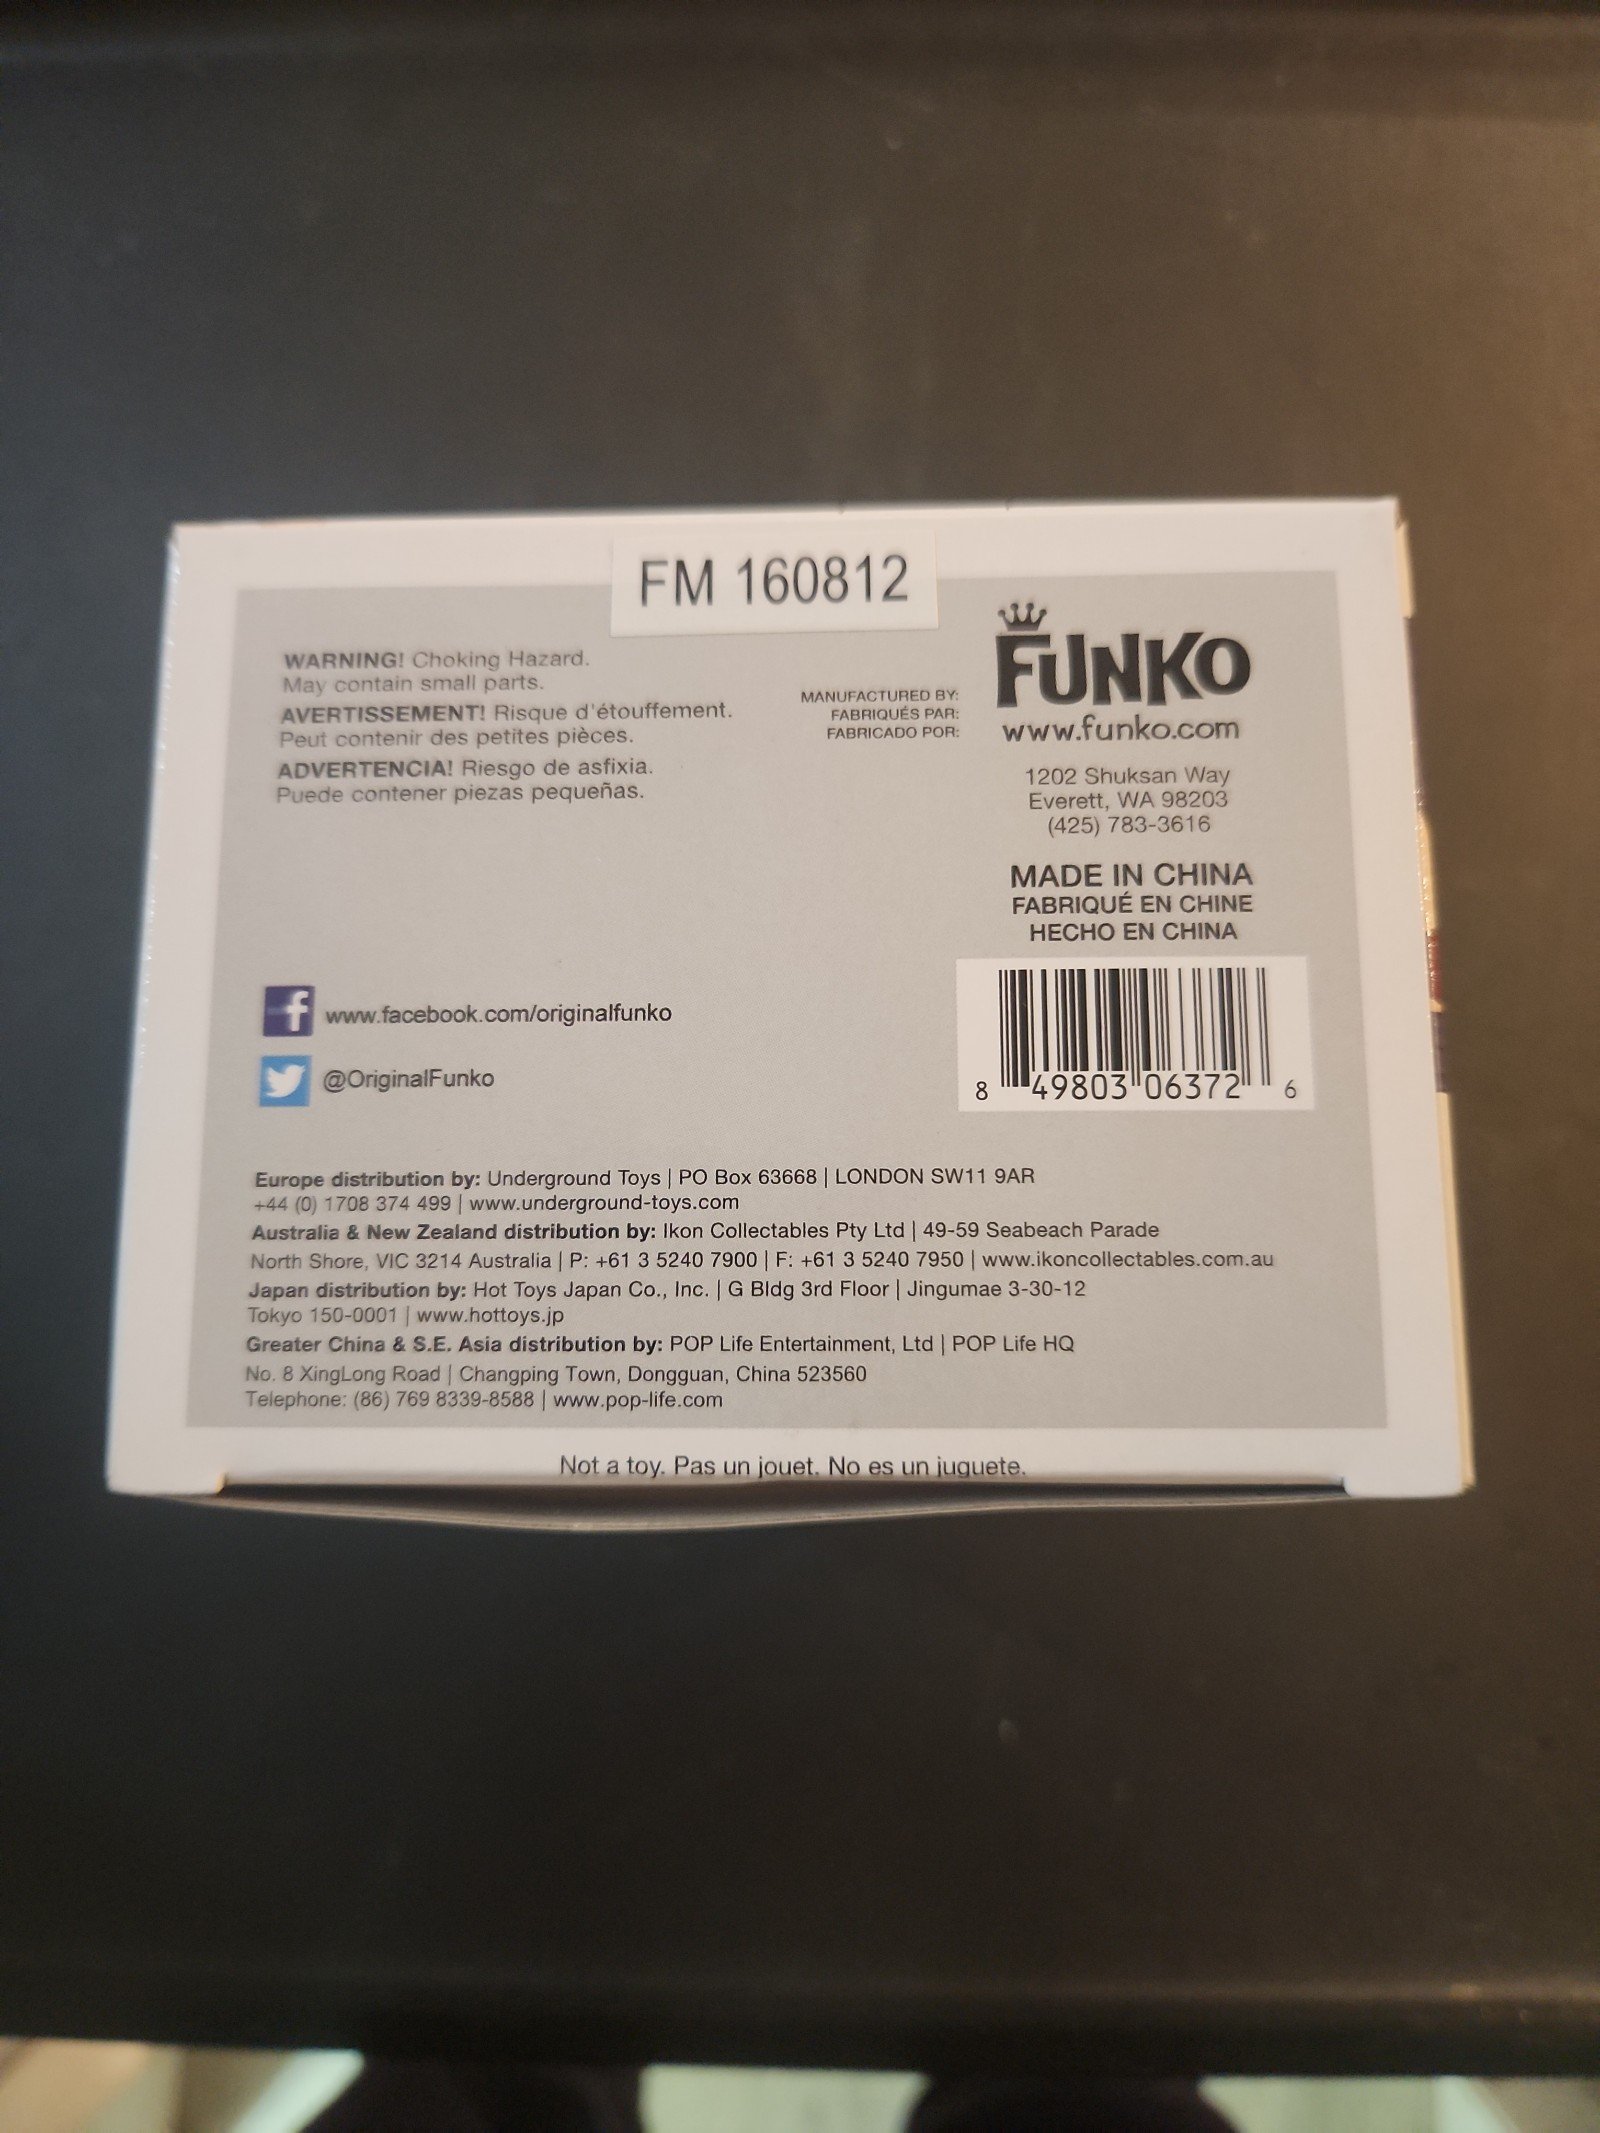 FM 160812
WARNING! Choking Hazard.
May contain small parts.
AVERTISSEMENT! Risque d'étouffement.
Peut contenir des petites pièces.
ADVERTENCIA! Riesgo de asfixia.
Puede contener piezas pequeñas.
MANUFACTURED BY:
FABRIQUÉS PAR:
FABRICADO POR:
FUNKO
www.funko.com
1202 Shuksan Way
Everett, WA 98203
(425) 783-3616
MADE IN CHINA
FABRIQUÉ EN CHINE
HECHO EN CHINA
8 49803 06372 6
f www.facebook.com/originalfunko
@OriginalFunko
Europe distribution by: Underground Toys | PO Box 63668 | LONDON SW11 9AR
+44 (0) 1708 374 499 | www.underground-toys.com
Australia & New Zealand distribution by: Ikon Collectables Pty Ltd | 49-59 Seabeach Parade
North Shore, VIC 3214 Australia | P: +61 3 5240 7900 | F: +61 3 5240 7950 | www.ikoncollectables.com.au
Japan distribution by: Hot Toys Japan Co., Inc. | G Bldg 3rd Floor | Jingumae 3-30-12
Tokyo 150-0001 | www.hottoys.jp
Greater China & S.E. Asia distribution by: POP Life Entertainment, Ltd | POP Life HQ
No. 8 XingLong Road | Changping Town, Dongguan, China 523560
Telephone: (86) 769 8339-8588 | www.pop-life.com
Not a toy. Pas un jouet. No es un juguete.